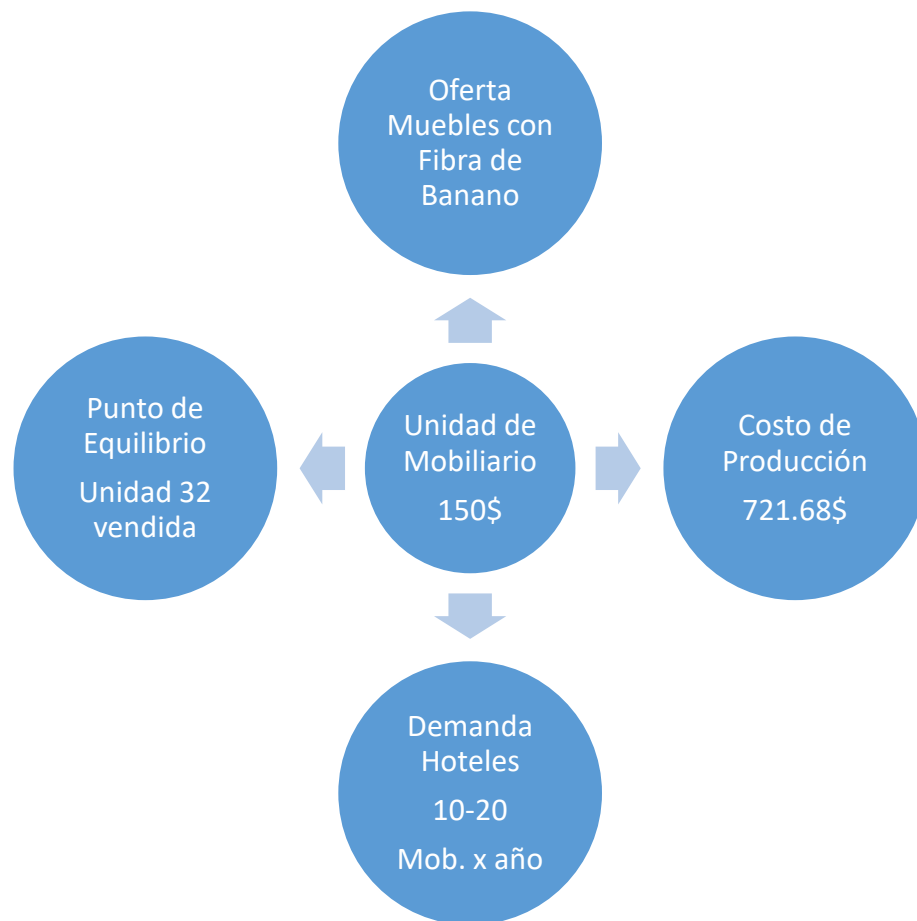 Oferta
Muebles con
Fibra de
Banano
Punto de
Equilibrio
Unidad 32
vendida
Unidad de
Mobiliario
150$
Costo de
Producción
721.68$
Demanda
Hoteles
10-20
Mob. x año